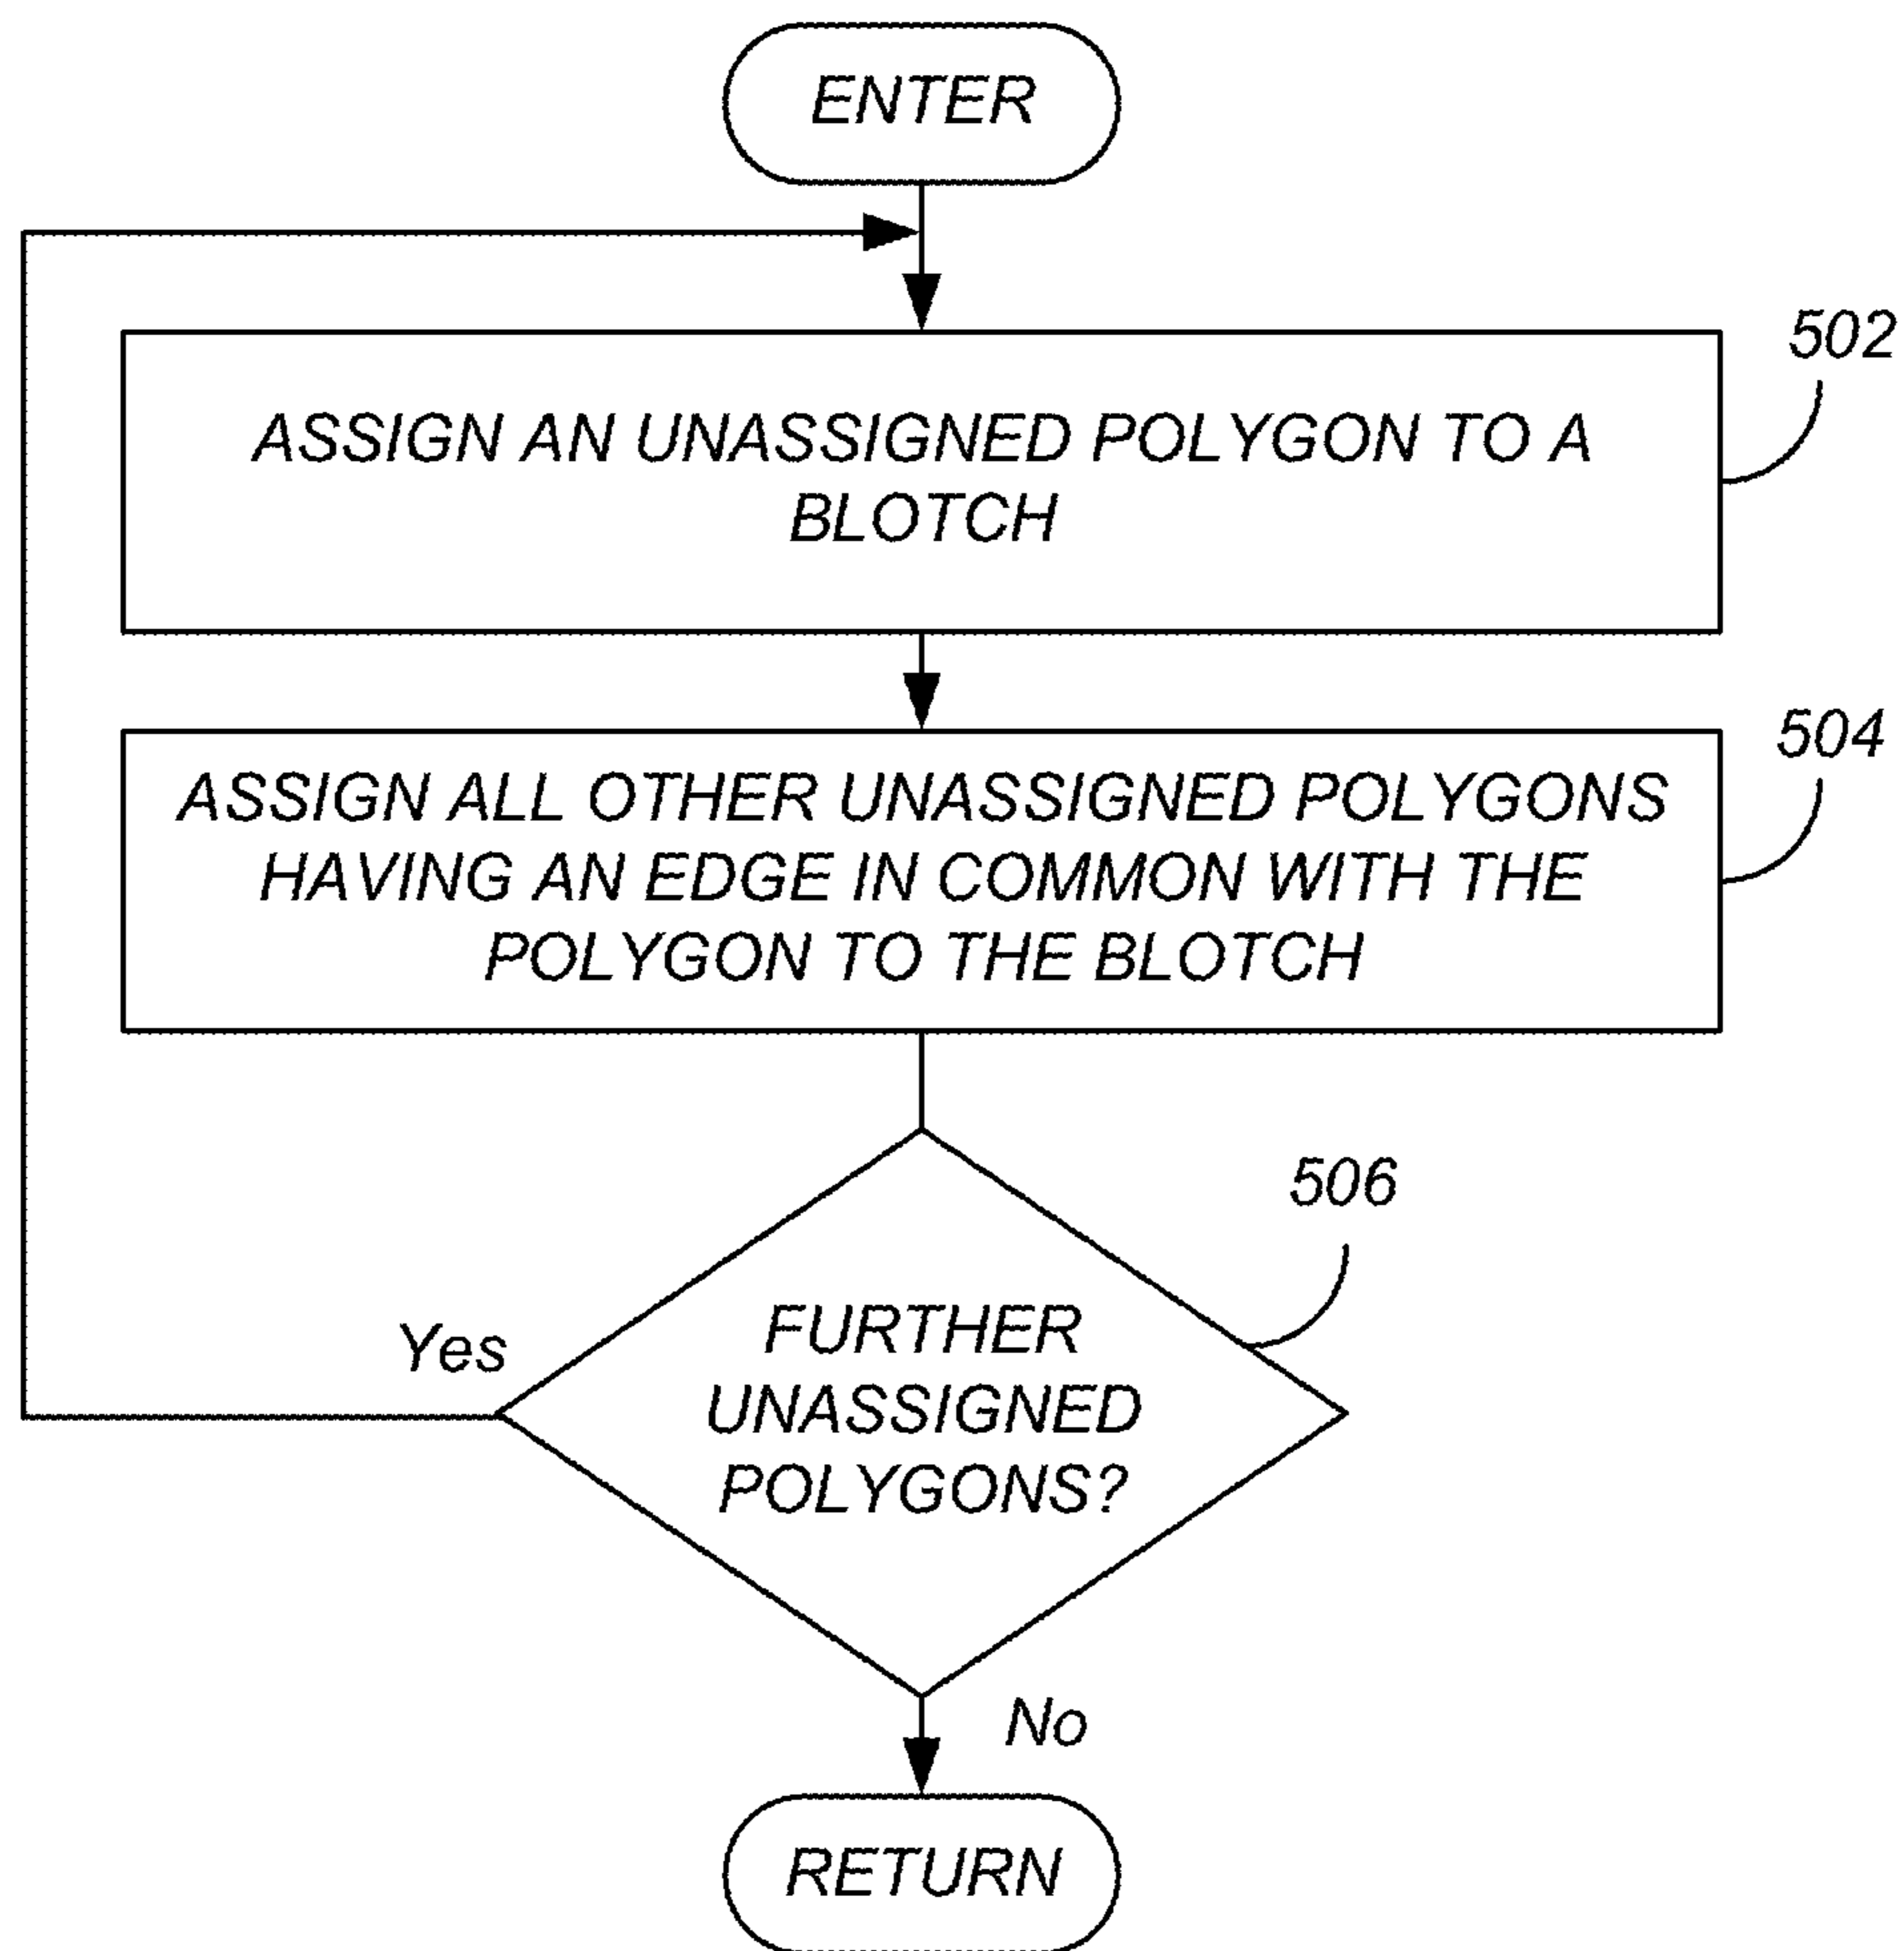 ENTER
502
ASSIGN AN UNASSIGNED POLYGON TO A
BLOTCH
504
ASSIGN ALL OTHER UNASSIGNED POLYGONS
HAVING AN EDGE IN COMMON WITH THE
POLYGON TO THE BLOTCH
506
Yes
FURTHER
UNASSIGNED
POLYGONS?
No
RETURN